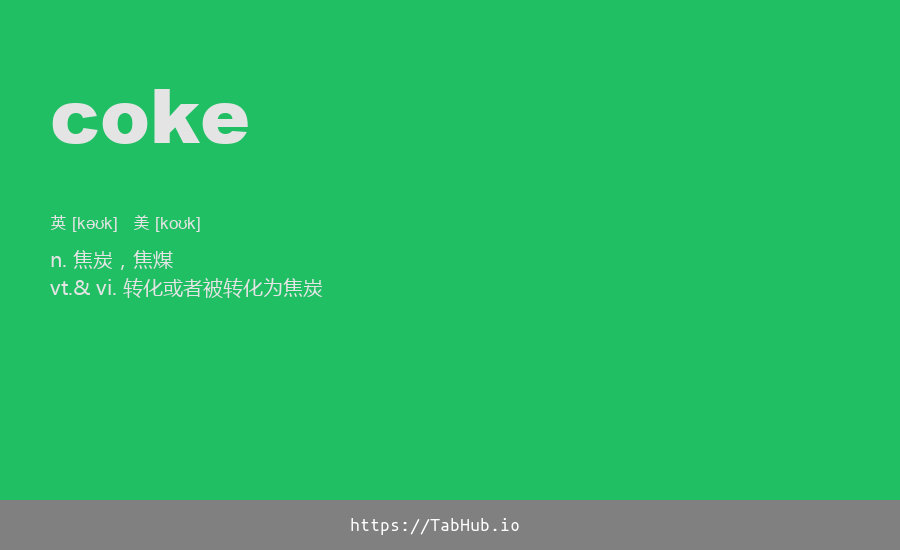 coke
英 [kəʊk] 美 [koʊk]
n. 焦炭，焦煤
vt.& vi. 转化或者被转化为焦炭
https://TabHub.io